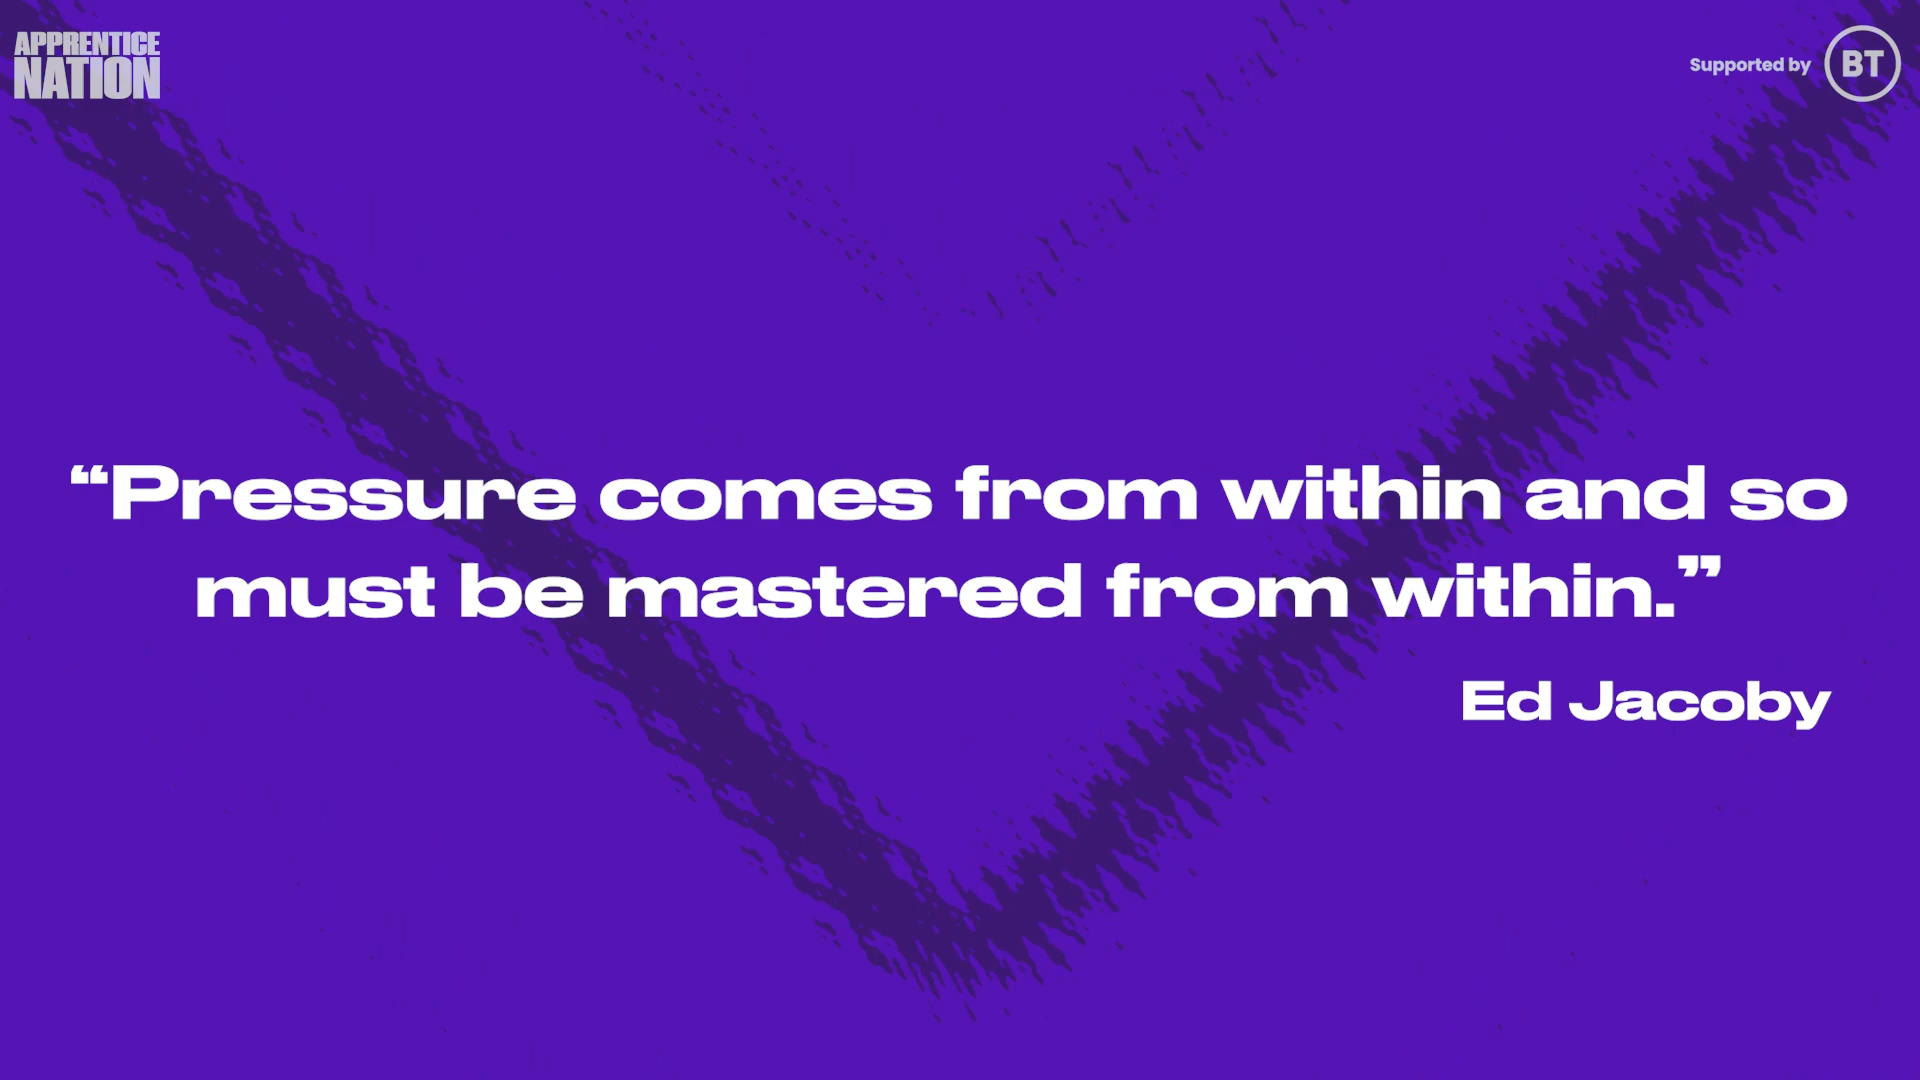 APPRENTICE
NATION
Supported by
BT
“Pressure comes from within and so
must be mastered from within.”
Ed Jacoby